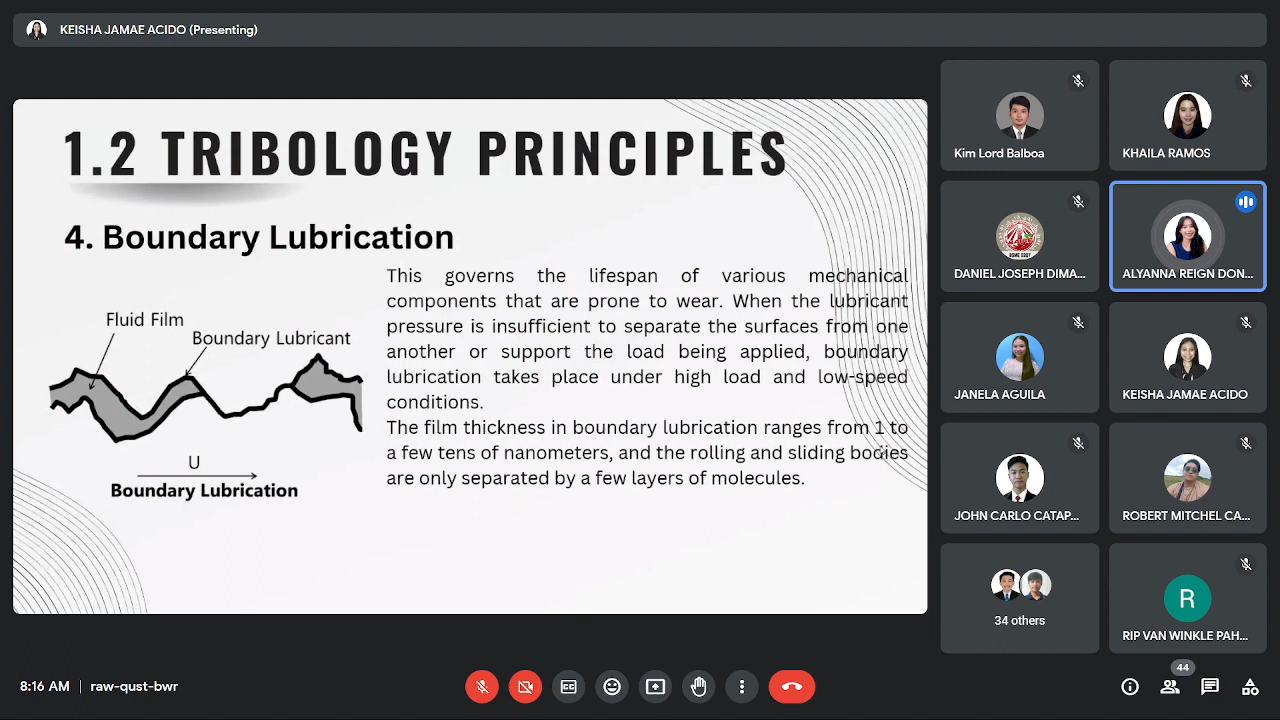 KEISHA JAMAE ACIDO (Presenting)
1.2 TRIBOLOGY PRINCIPLES
4. Boundary Lubrication
Fluid Film
Boundary Lubricant
U
Boundary Lubrication
This governs the lifespan of various mechanical
components that are prone to wear. When the lubricant
pressure is insufficient to separate the surfaces from one
another or support the load being applied, boundary
lubrication takes place under high load and low-speed
conditions.
The film thickness in boundary lubrication ranges from 1 to
a few tens of nanometers, and the rolling and sliding bodies
are only separated by a few layers of molecules.
Kim Lord Balboa
KHAILA RAMOS
DANIEL JOSEPH DIMA...
ALYANNA REIGN DON...
JANELA AGUILA
KEISHA JAMAE ACIDO
JOHN CARLO CATAP...
ROBERT MITCHEL CA...
34 others
R
RIP VAN WINKLE PAH...
8:16 AM | raw-qust-bwr
44